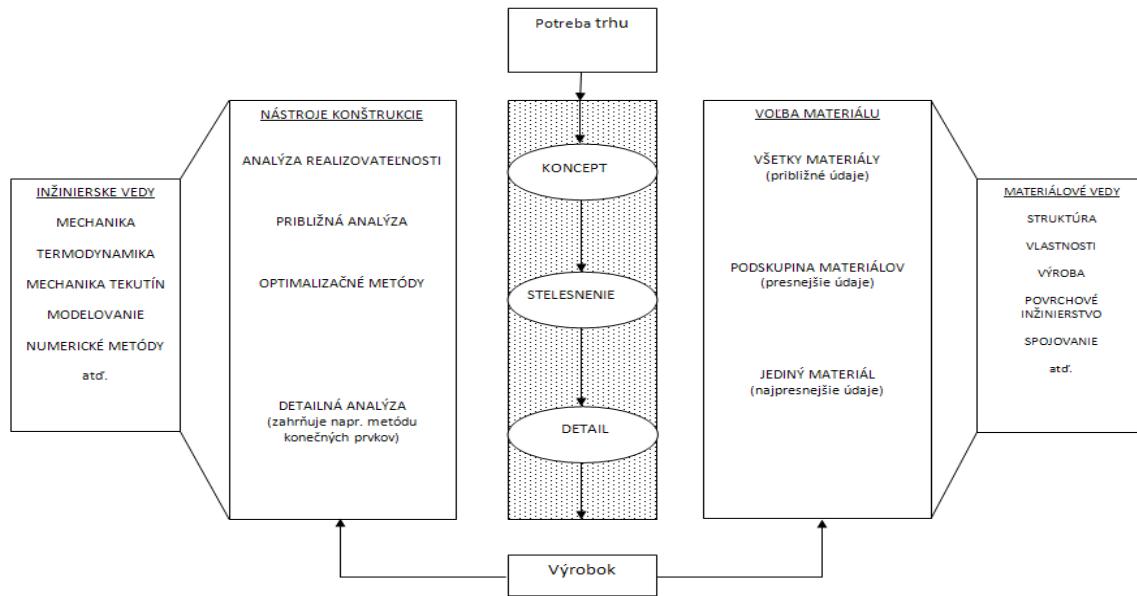 Potreba trhu
INŽINIERSKE VEDY
MECHANIKA
TERMODYNAMIKA
MECHANIKA TEKUTÍN
MODELOVANIE
NUMERICKÉ METÓDY
atď.
NÁSTROJE KONŠTRUKCIE
ANALÝZA REALIZOVATEĽNOSTI
PRIBLIŽNÁ ANALÝZA
OPTIMALIZAČNÉ METÓDY
DETAILNÁ ANALÝZA
(zahrňuje napr. metódu
konečných prvkov)
KONCEPT
STELESNENIE
DETAIL
VOĽBA MATERIÁLU
VŠETKY MATERIÁLY
(približné údaje)
PODSKUPINA MATERIÁLOV
(presnejšie údaje)
JEDINÝ MATERIÁL
(najpresnejšie údaje)
MATERIÁLOVÉ VEDY
STRUKTÚRA
VLASTNOSTI
VÝROBA
POVRCHOVÉ
INŽINIERSTVO
SPOJOVANIE
atď.
Výrobok